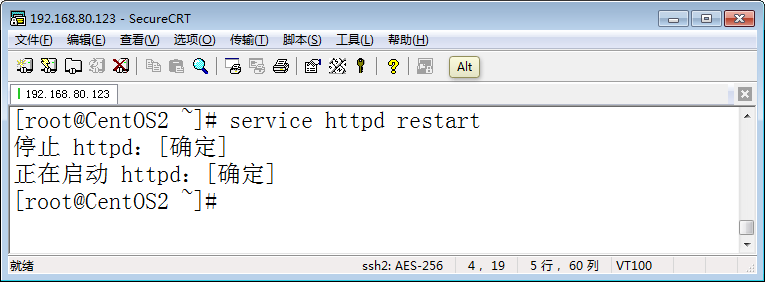 192.168.80.123 - SecureCRT
文件(F) 编辑(E) 查看(V) 选项(O) 传输(T) 脚本(S) 工具(L) 帮助(H)
Alt
192.168.80.123
[root@CentOS2 ~]# service httpd restart
停止 httpd：[确定]
正在启动 httpd：[确定]
[root@CentOS2 ~]#
就绪 ssh2: AES-256 4， 19 5 行， 60 列 VT100